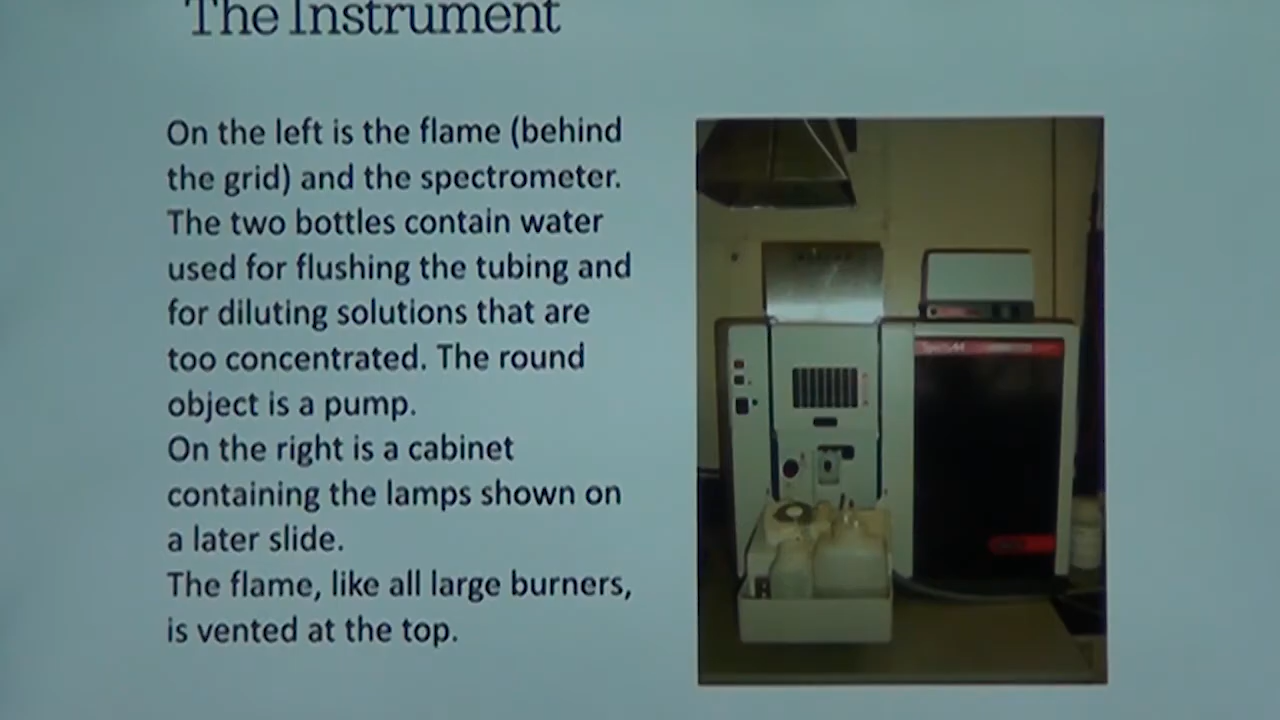 The Instrument
On the left is the flame (behind
the grid) and the spectrometer.
The two bottles contain water
used for flushing the tubing and
for diluting solutions that are
too concentrated. The round
object is a pump.
On the right is a cabinet
containing the lamps shown on
a later slide.
The flame, like all large burners,
is vented at the top.